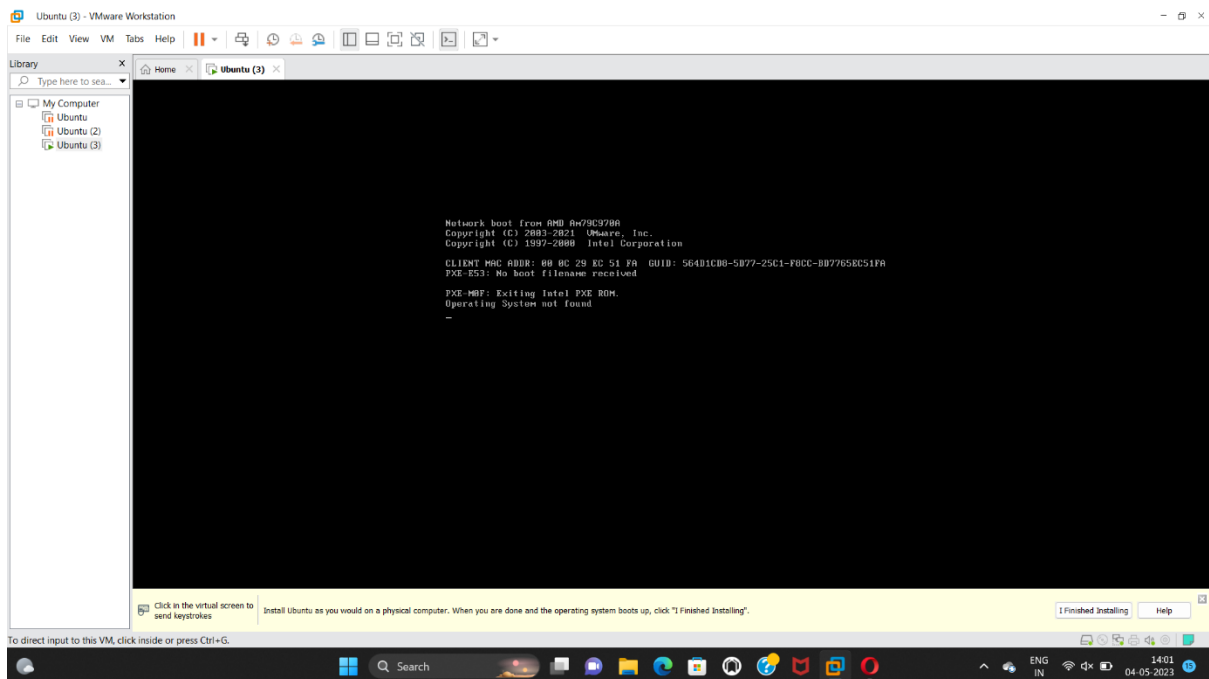 Ubuntu (3) - VMware Workstation
File Edit View VM Tabs Help
Library X
Type here to sea...
Home
Ubuntu (3)
My Computer
Ubuntu
Ubuntu (2)
Ubuntu (3)
Network boot from AMD Am79C970A
Copyright (C) 2003-2021 VMware, Inc.
Copyright (C) 1997-2000 Intel Corporation
CLIENT MAC ADDR: 00 0C 29 EC 51 FA GUID: 564D1CD8-5D77-25C1-F8CC-BD7765EC51FA
PXE-E53: No boot filename received
PXE-M0F: Exiting Intel PXE ROM.
Operating System not found
Click in the virtual screen to
send keystrokes
Install Ubuntu as you would on a physical computer. When you are done and the operating system boots up, click "I Finished Installing".
I Finished Installing
Help
To direct input to this VM, click inside or press Ctrl+G.
Search
ENG
IN
14:01
04-05-2023
15